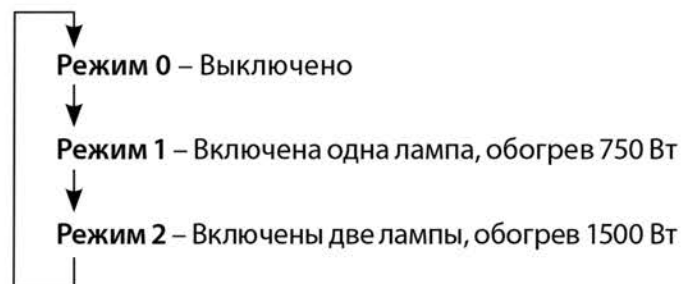 Режим 0 – Выключено
Режим 1 – Включена одна лампа, обогрев 750 Вт
Режим 2 – Включены две лампы, обогрев 1500 Вт